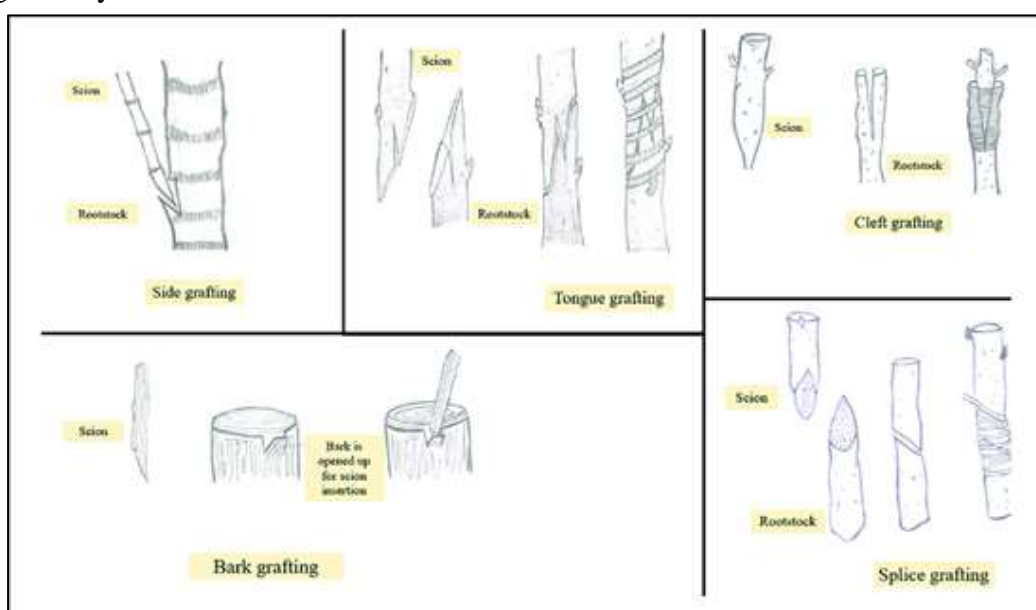 Scion
Rootstock
Side grafting
Scion
Rootstock
Tongue grafting
Scion
Rootstock
Cleft grafting
Scion
Bark is
opened up
for scion
insertion
Bark grafting
Scion
Rootstock
Splice grafting